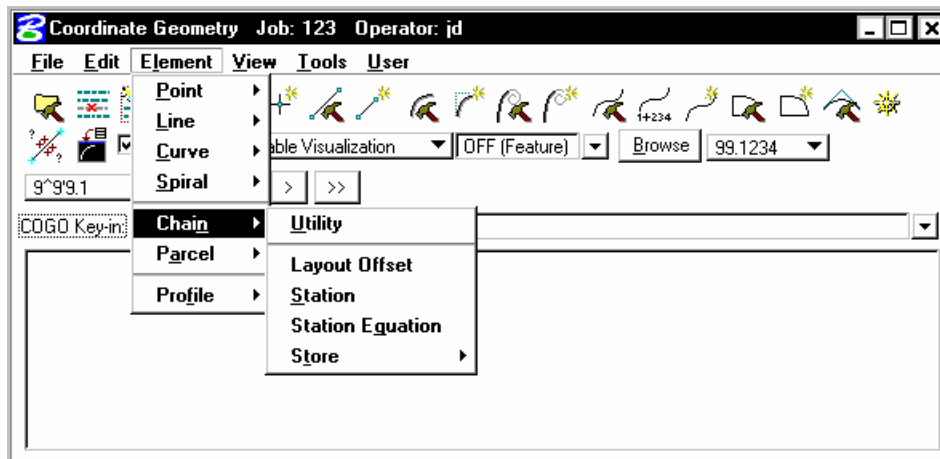 Coordinate Geometry Job: 123 Operator: jd
File Edit Element View Tools User
Point
Line
Curve
Spiral
Chain
Parcel
Profile
1+234
able Visualization
OFF (Feature)
Browse
99.1234
9^9'9.1
>
>>
COGO Key-in:
Utility
Layout Offset
Station
Station Equation
Store